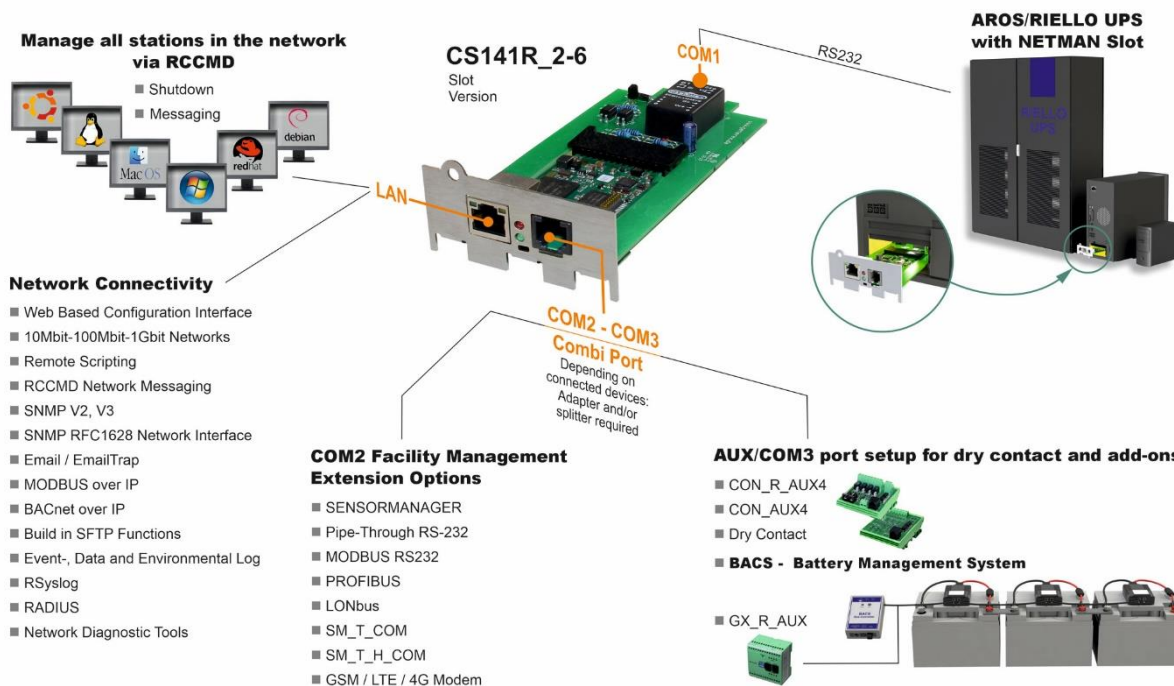 Manage all stations in the network
via RCCMD
Shutdown
Messaging
debian
redhat
Mac OS
CS141R_2-6
Slot
Version
COM1
RS232
AROS/RIELLO UPS
with NETMAN Slot
RIELLO
UPS
LAN
COM2 - COM3
Combi Port
Depending on
connected devices:
Adapter and/or
splitter required
Network Connectivity
Web Based Configuration Interface
10Mbit-100Mbit-1Gbit Networks
Remote Scripting
RCCMD Network Messaging
SNMP V2, V3
SNMP RFC1628 Network Interface
Email / EmailTrap
MODBUS over IP
BACnet over IP
Build in SFTP Functions
Event-, Data and Environmental Log
RSyslog
RADIUS
Network Diagnostic Tools
COM2 Facility Management
Extension Options
SENSORMANAGER
Pipe-Through RS-232
MODBUS RS232
PROFIBUS
LONbus
SM_T_COM
SM_T_H_COM
GSM / LTE / 4G Modem
AUX/COM3 port setup for dry contact and add-ons
CON_R_AUX4
CON_AUX4
Dry Contact
BACS - Battery Management System
GX_R_AUX
BACS